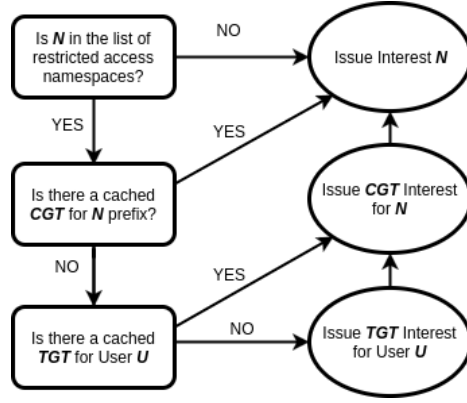 Is N in the list of
restricted access
namespaces?
NO
Issue Interest N
YES
YES
Is there a cached
CGT for N prefix?
Issue CGT Interest
for N
NO
YES
Is there a cached
TGT for User U
NO
Issue TGT Interest
for User U